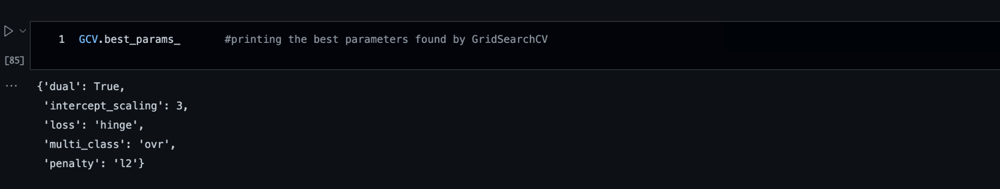 1 GCV.best_params_ #printing the best parameters found by GridSearchCV
[85]
{'dual': True,
'intercept_scaling': 3,
'loss': 'hinge',
'multi_class': 'ovr',
'penalty': 'l2'}